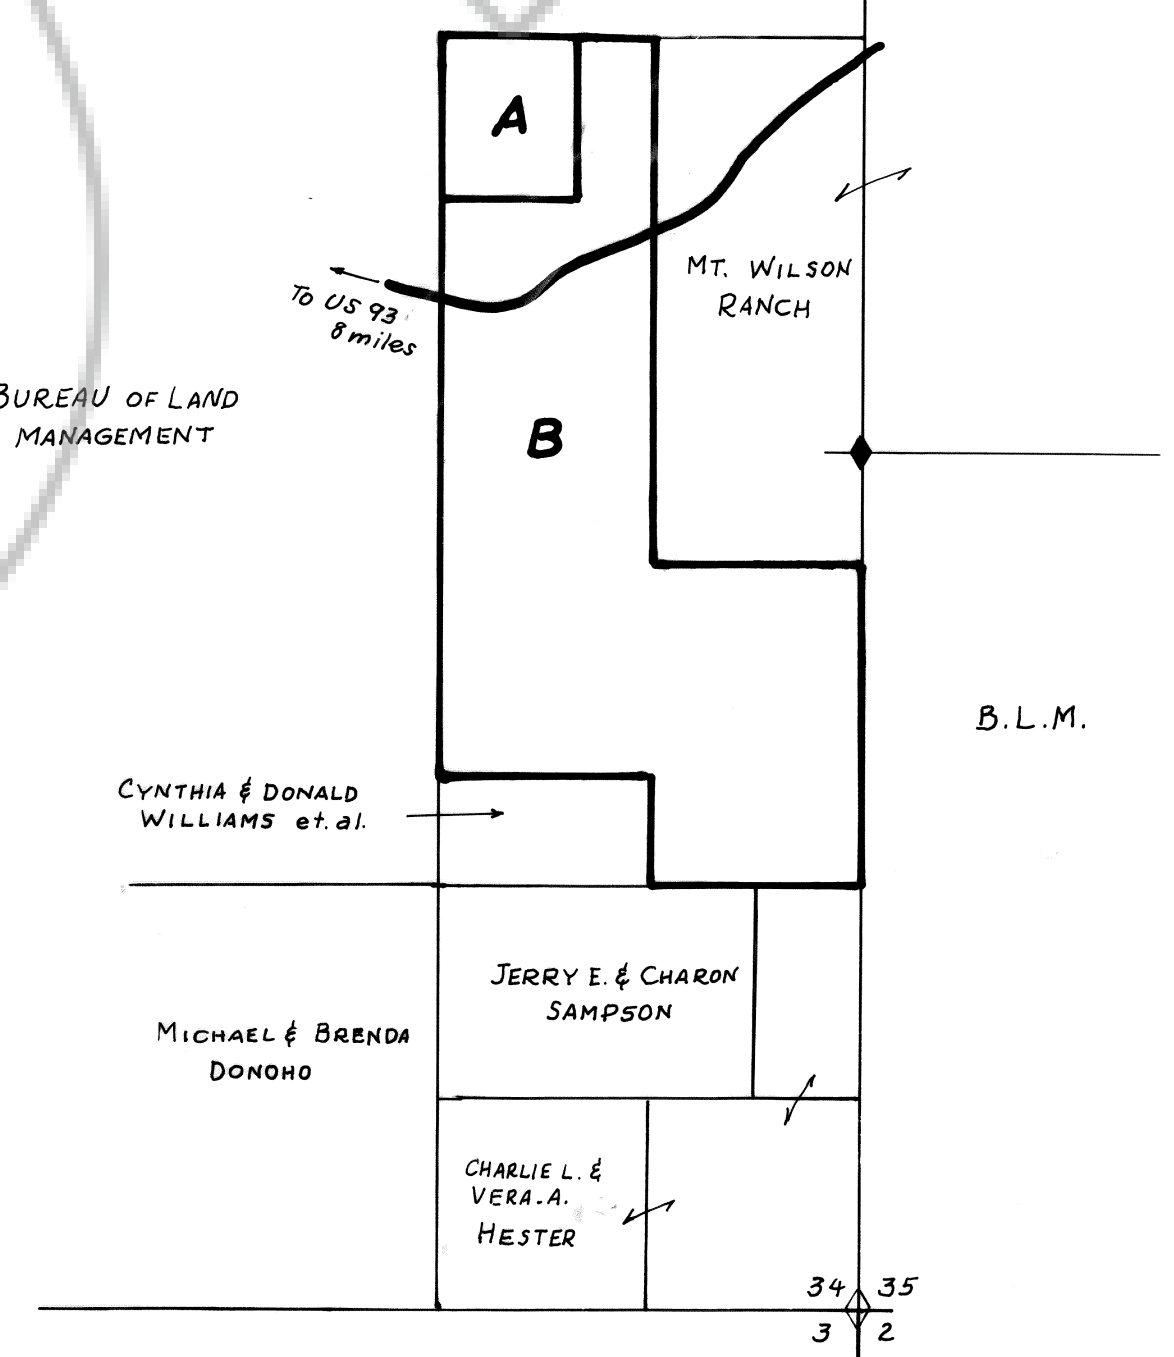 A
MT. WILSON
RANCH
TO US 93
8 miles
BUREAU OF LAND
MANAGEMENT
B
B.L.M.
CYNTHIA & DONALD
WILLIAMS et. al.
JERRY E. & CHARON
SAMPSON
MICHAEL & BRENDA
DONOHO
CHARLIE L. &
VERA. A.
HESTER
34 35
3 2